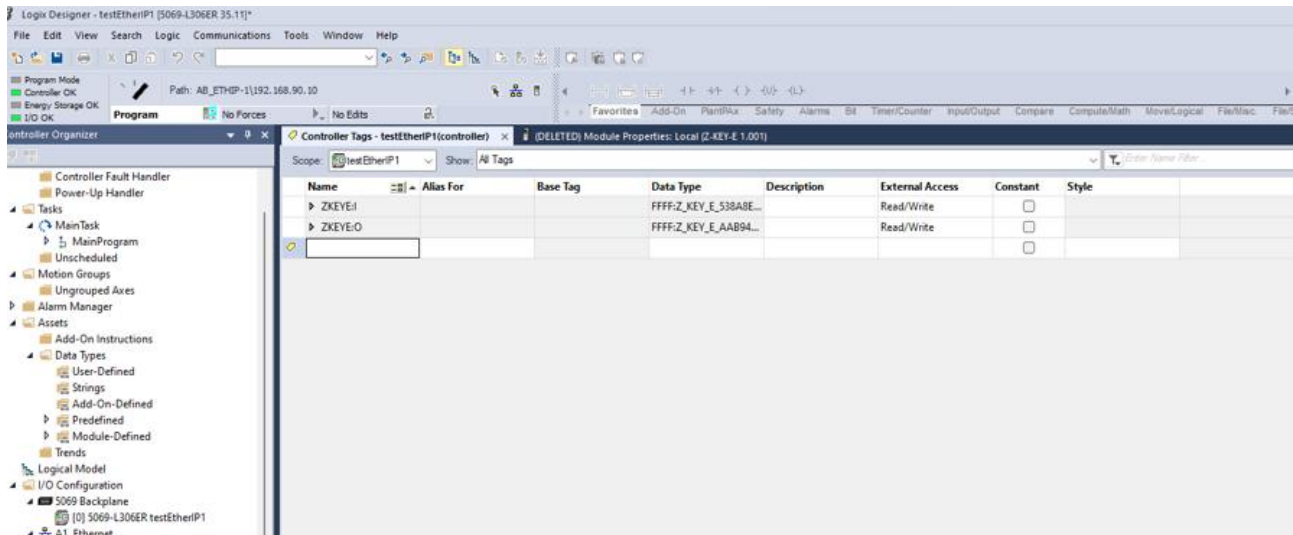 Logix Designer - testEtherIP1 [5069-L306ER 35.11]*
File Edit View Search Logic Communications Tools Window Help
Program Mode
Controller OK
Energy Storage OK
I/O OK
Path: AB_ETHIP-1\192.168.90.10
Program No Forces No Edits
Favorites Add-On PlantPAx Safety Alarms Bit Timer/Counter Input/Output Compare Compute/Math Move/Logical File/Misc.
ontroller Organizer
Controller Tags - testEtherIP1(controller) (DELETED) Module Properties: Local (Z-KEY-E 1.001)
Scope: testEtherIP1 Show: All Tags Enter Name Filter...
Name Alias For Base Tag Data Type Description External Access Constant Style
ZKEYE:I FFFF:Z_KEY_E_538A8E... Read/Write
ZKEYE:O FFFF:Z_KEY_E_AAB94... Read/Write
Controller Fault Handler
Power-Up Handler
Tasks
MainTask
MainProgram
Unscheduled
Motion Groups
Ungrouped Axes
Alarm Manager
Assets
Add-On Instructions
Data Types
User-Defined
Strings
Add-On-Defined
Predefined
Module-Defined
Trends
Logical Model
I/O Configuration
5069 Backplane
[0] 5069-L306ER testEtherIP1
A1, Ethernet